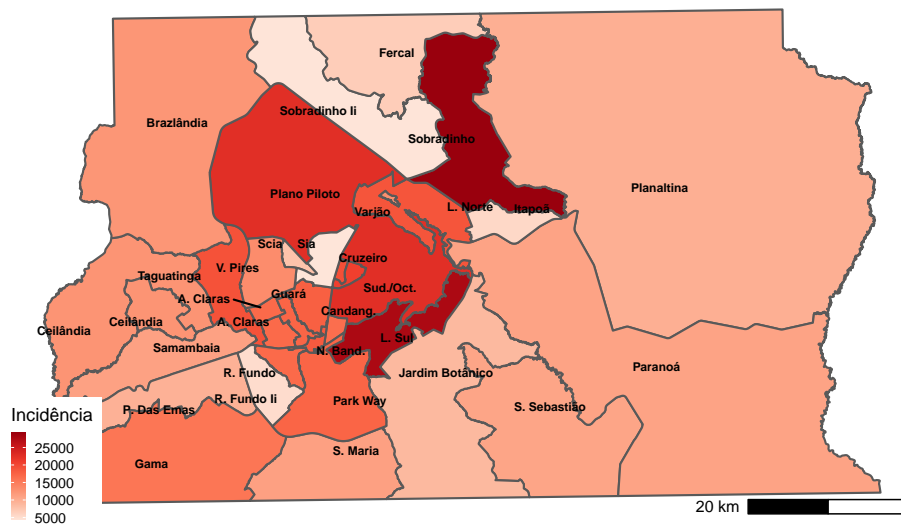 Fercal
Sobradinho Ii
Brazlândia
Sobradinho
Planaltina
Plano Piloto
L. Norte
Itapoã
Varjão
Scia
Sia
Cruzeiro
V. Pires
Taguatinga
Sud./Oct.
Guará
A. Claras
Candang.
Ceilândia
Ceilândia
A. Claras
L. Sul
Samambaia
N. Band.
Paranoá
R. Fundo
Jardim Botânico
R. Fundo Ii
Park Way
P. Das Emas
S. Sebastião
S. Maria
Gama
Incidência
25000
20000
15000
10000
5000
20 km